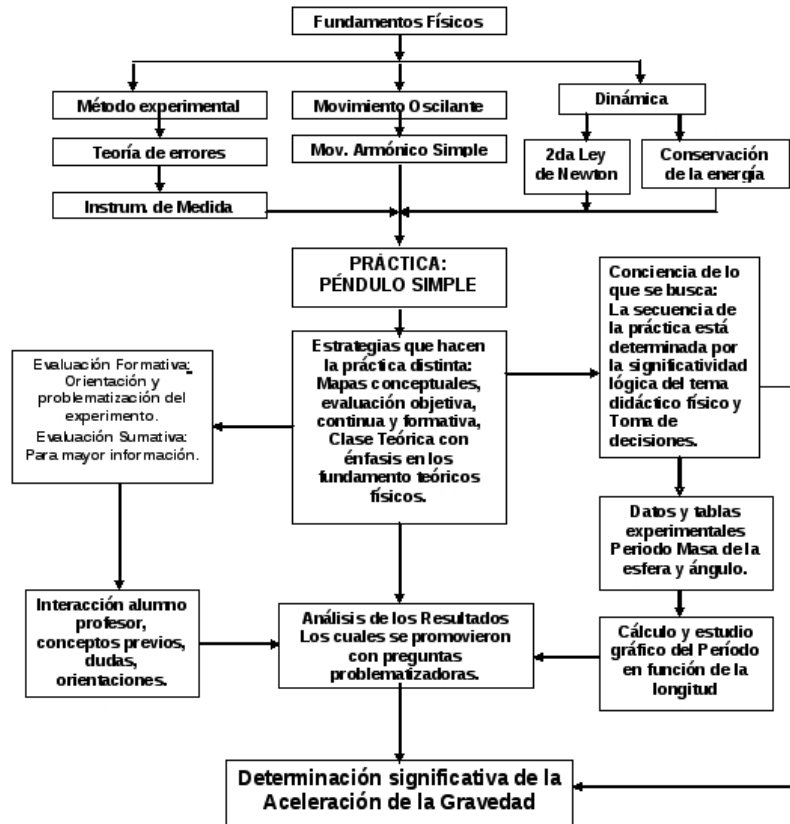 Fundamentos Físicos
Método experimental
Movimiento Oscilante
Dinámica
Teoría de errores
Mov. Armónico Simple
2da Ley
de Newton
Conservación
de la energía
Instrum. de Medida
PRÁCTICA:
PÉNDULO SIMPLE
Conciencia de lo
que se busca:
La secuencia de
la práctica está
determinada por
la significatividad
lógica del tema
didáctico físico y
Toma de
decisiones.
Estrategias que hacen
la práctica distinta:
Mapas conceptuales,
evaluación objetiva,
continua y formativa,
Clase Teórica con
énfasis en los
fundamento teóricos
físicos.
Evaluación Formativa:
Orientación y
problematización del
experimento.
Evaluación Sumativa:
Para mayor información.
Datos y tablas
experimentales
Periodo Masa de la
esfera y ángulo.
Interacción alumno
profesor,
conceptos previos,
dudas,
orientaciones.
Análisis de los Resultados
Los cuales se promovieron
con preguntas
problematizadoras.
Cálculo y estudio
gráfico del Período
en función de la
longitud
Determinación significativa de la
Aceleración de la Gravedad